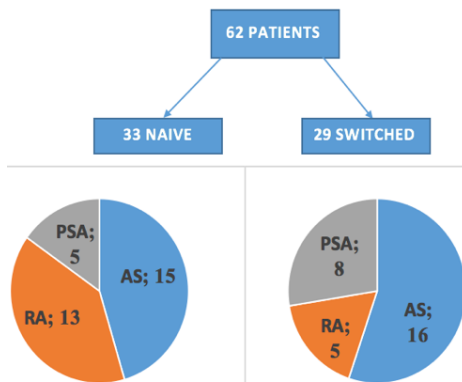 62 PATIENTS
33 NAIVE
29 SWITCHED
PSA;
5
AS; 15
RA; 13
PSA;
8
AS;
16
RA;
5